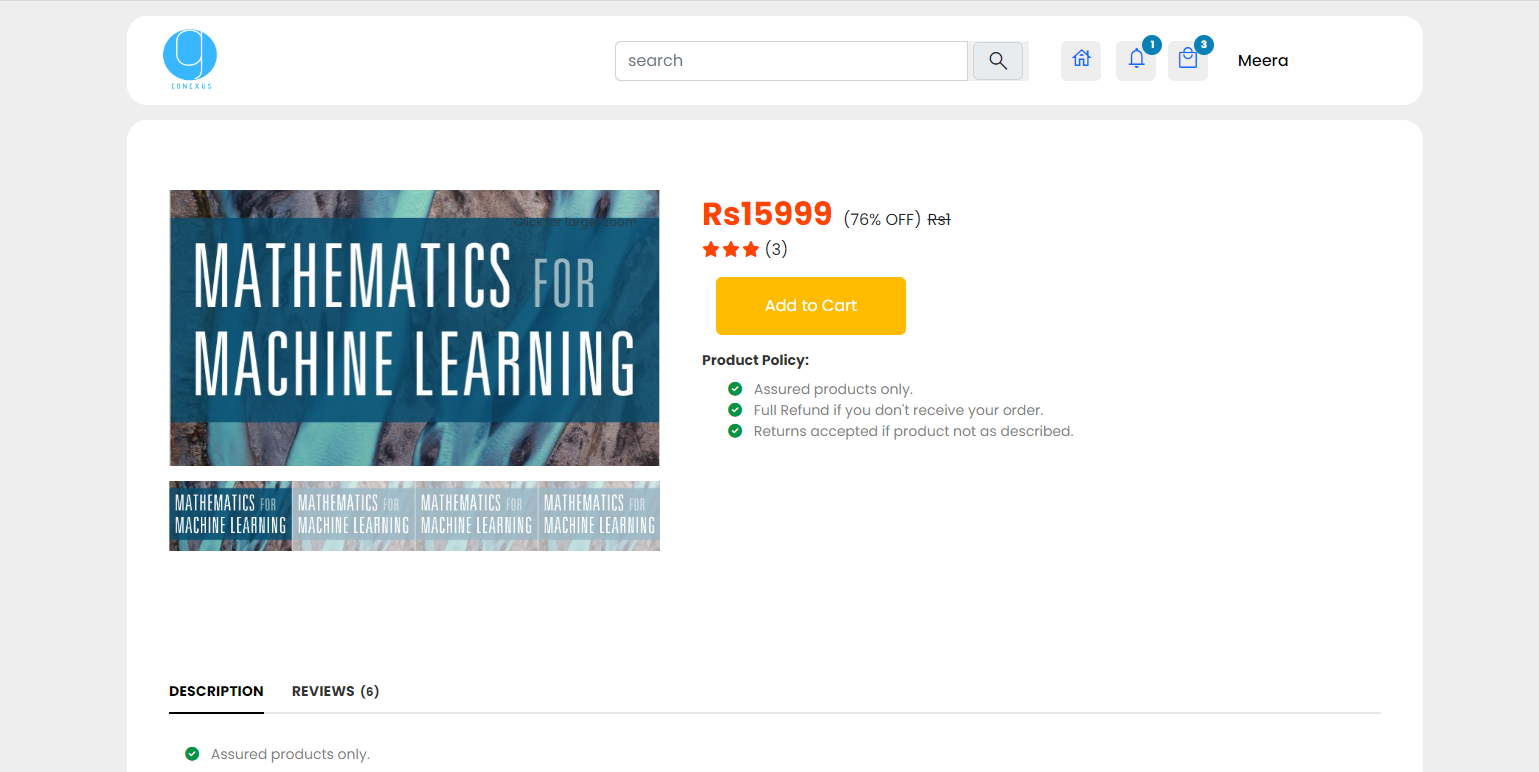 g
CONEXUS
search
1
3
Meera
Click for larger zoom
MATHEMATICS FOR
MACHINE LEARNING
Rs15999 (76% OFF) Rs1
(3)
Add to Cart
Product Policy:
Assured products only.
Full Refund if you don't receive your order.
Returns accepted if product not as described.
MATHEMATICS FOR
MACHINE LEARNING
MATHEMATICS FOR
MACHINE LEARNING
MATHEMATICS FOR
MACHINE LEARNING
MATHEMATICS FOR
MACHINE LEARNING
DESCRIPTION REVIEWS (6)
Assured products only.